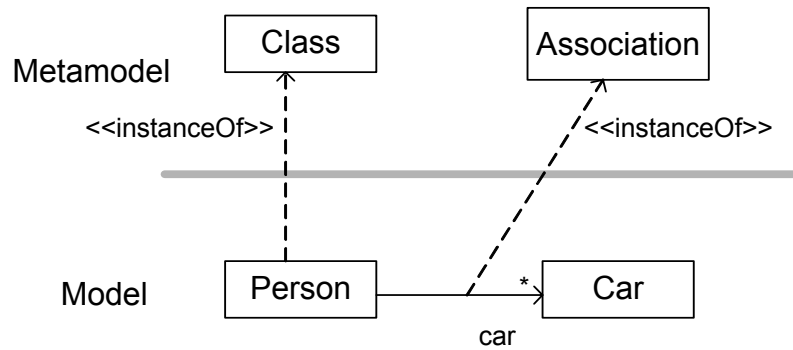 Class
Association
Metamodel
<<instanceOf>>
<<instanceOf>>
Model
Person
*
Car
car